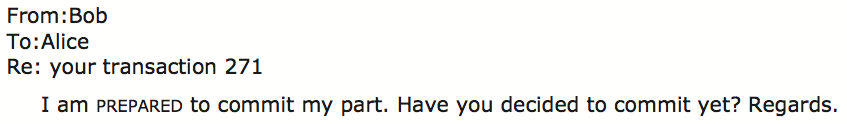 From:Bob
To:Alice
Re: your transaction 271
I am PREPARED to commit my part. Have you decided to commit yet? Regards.